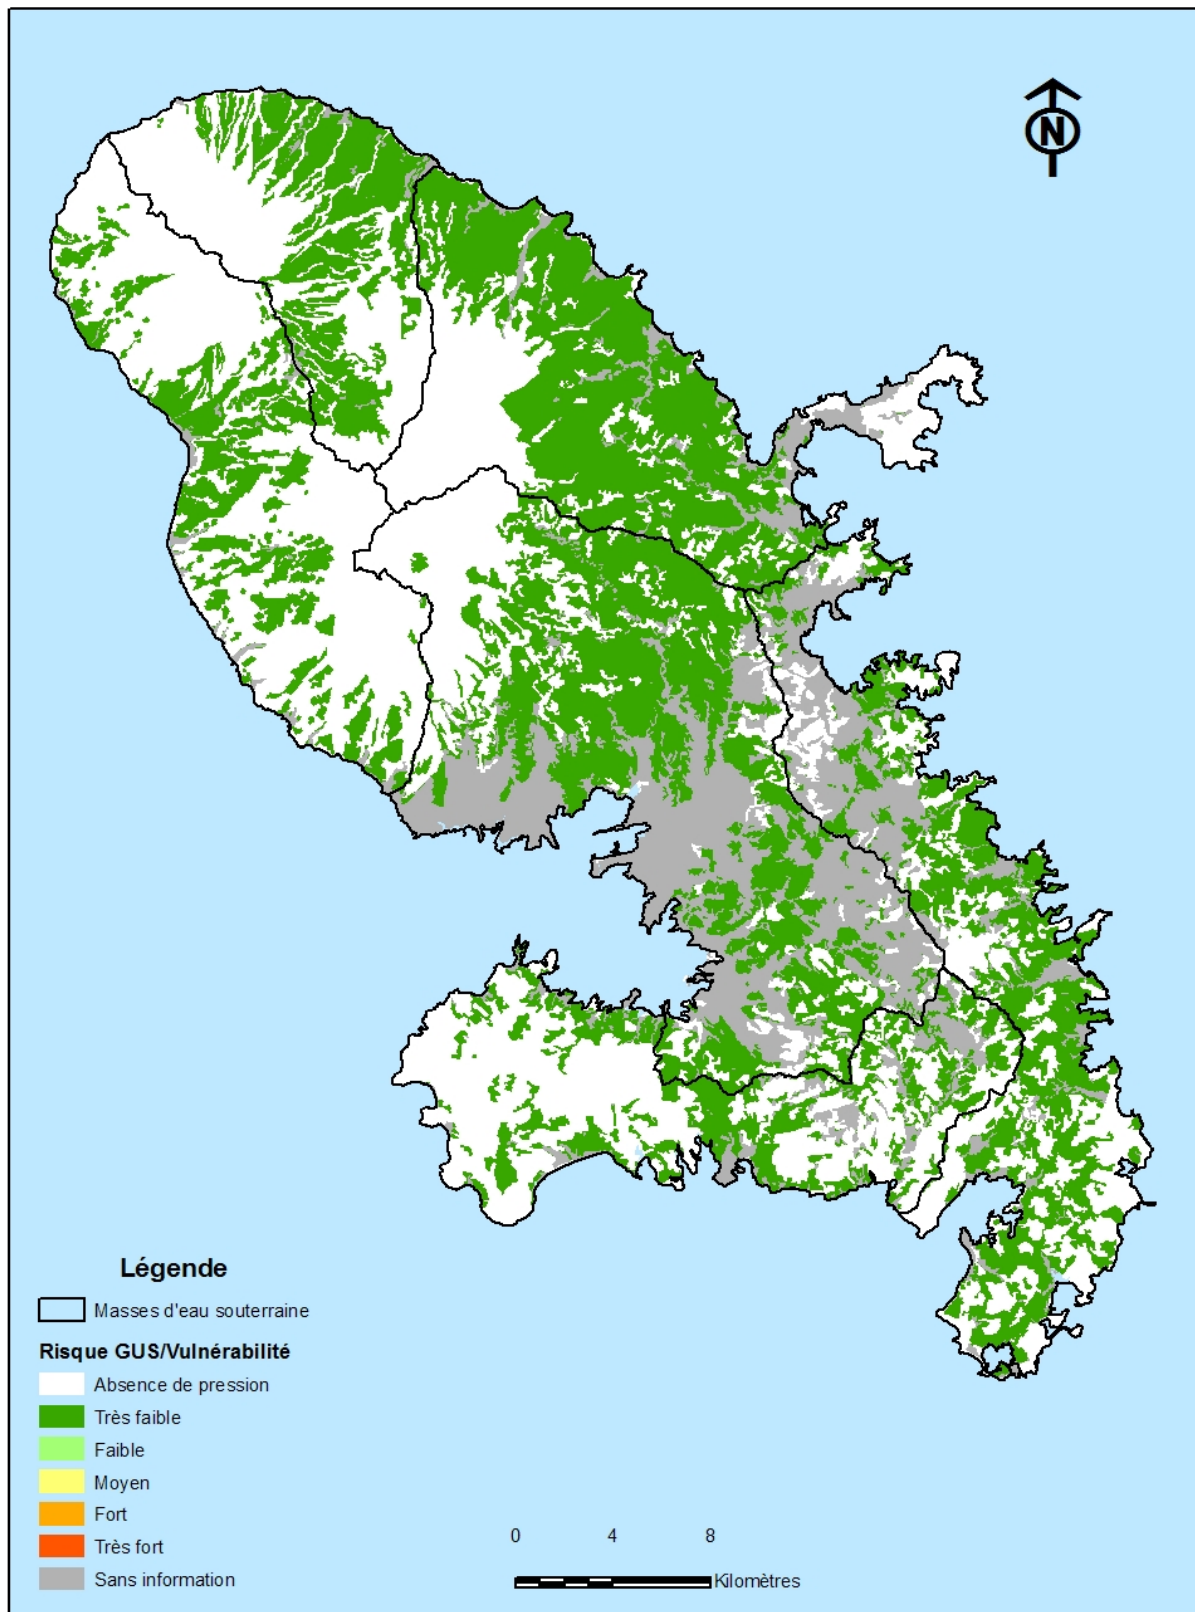 N
Légende
Masses d'eau souterraine
Risque GUS/Vulnérabilité
Absence de pression
Très faible
Faible
Moyen
Fort
Très fort
Sans information
0 4 8
Kilomètres